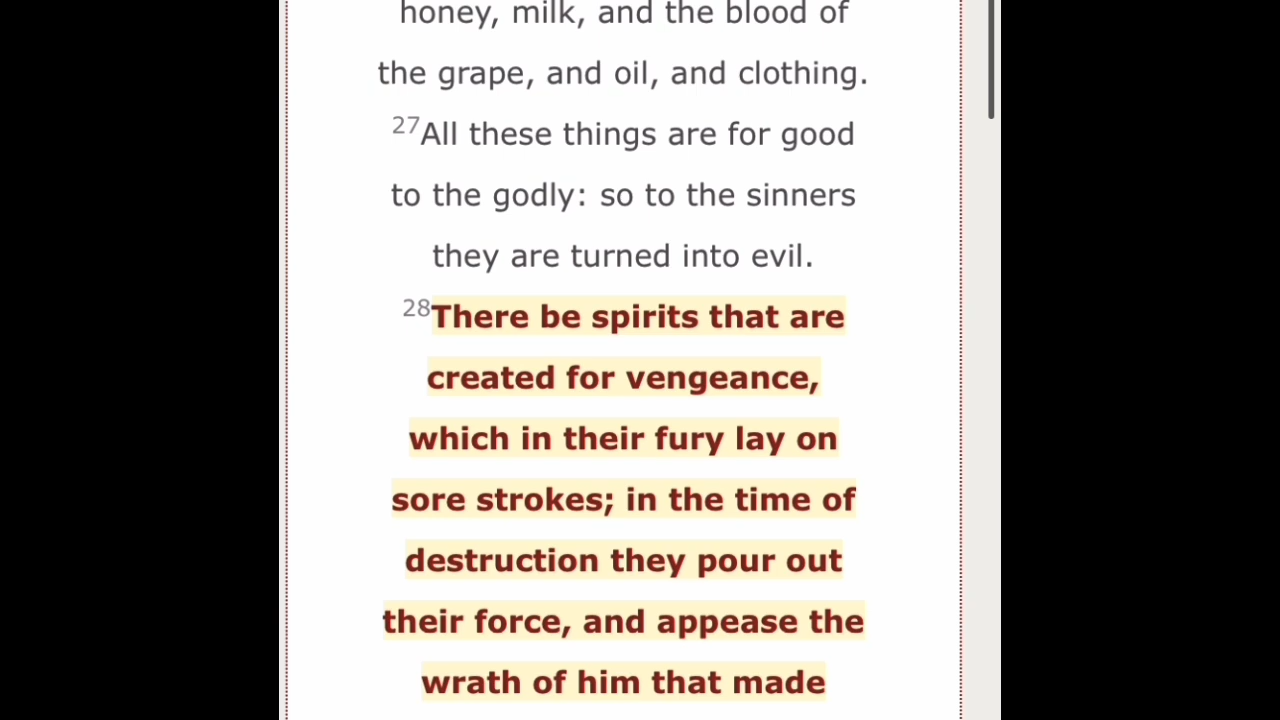 honey, milk, and the blood of
the grape, and oil, and clothing.
27All these things are for good
to the godly: so to the sinners
they are turned into evil.
28There be spirits that are
created for vengeance,
which in their fury lay on
sore strokes; in the time of
destruction they pour out
their force, and appease the
wrath of him that made